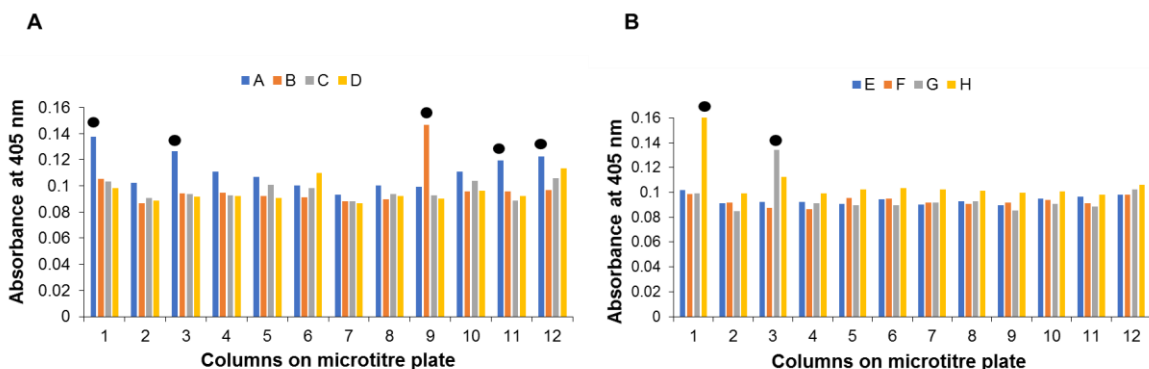 A
B
A B C D
E F G H
Absorbance at 405 nm
0.16
0.14
0.12
0.1
0.08
0.06
0.04
0.02
0
1 2 3 4 5 6 7 8 9 10 11 12
Columns on microtitre plate
Absorbance at 405 nm
0.16
0.14
0.12
0.1
0.08
0.06
0.04
0.02
0
1 2 3 4 5 6 7 8 9 10 11 12
Columns on microtitre plate